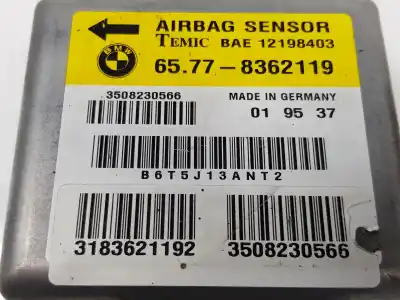 AIRBAG SENSOR
TEMIC BAE 12198403
BMW
65.77-8362119
3508230566
MADE IN GERMANY
01 95 37
B6T5J13ANT2
3183621192 3508230566